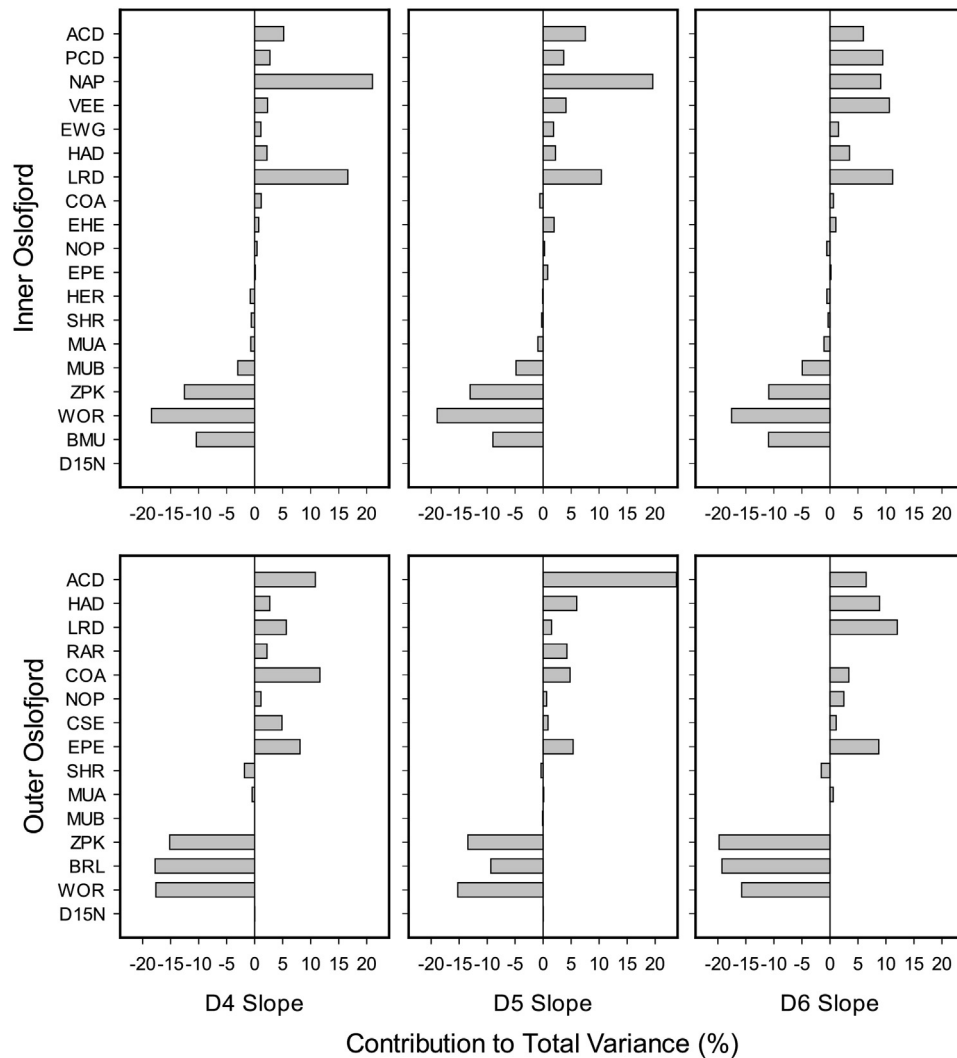 Inner Oslofjord
ACD
PCD
NAP
VEE
EWG
HAD
LRD
COA
EHE
NOP
EPE
HER
SHR
MUA
MUB
ZPK
WOR
BMU
D15N
-20 -15 -10 -5 0 5 10 15 20
-20 -15 -10 -5 0 5 10 15 20
-20 -15 -10 -5 0 5 10 15 20
Outer Oslofjord
ACD
HAD
LRD
RAR
COA
NOP
CSE
EPE
SHR
MUA
MUB
ZPK
BRL
WOR
D15N
-20 -15 -10 -5 0 5 10 15 20
-20 -15 -10 -5 0 5 10 15 20
-20 -15 -10 -5 0 5 10 15 20
D4 Slope
D5 Slope
D6 Slope
Contribution to Total Variance (%)